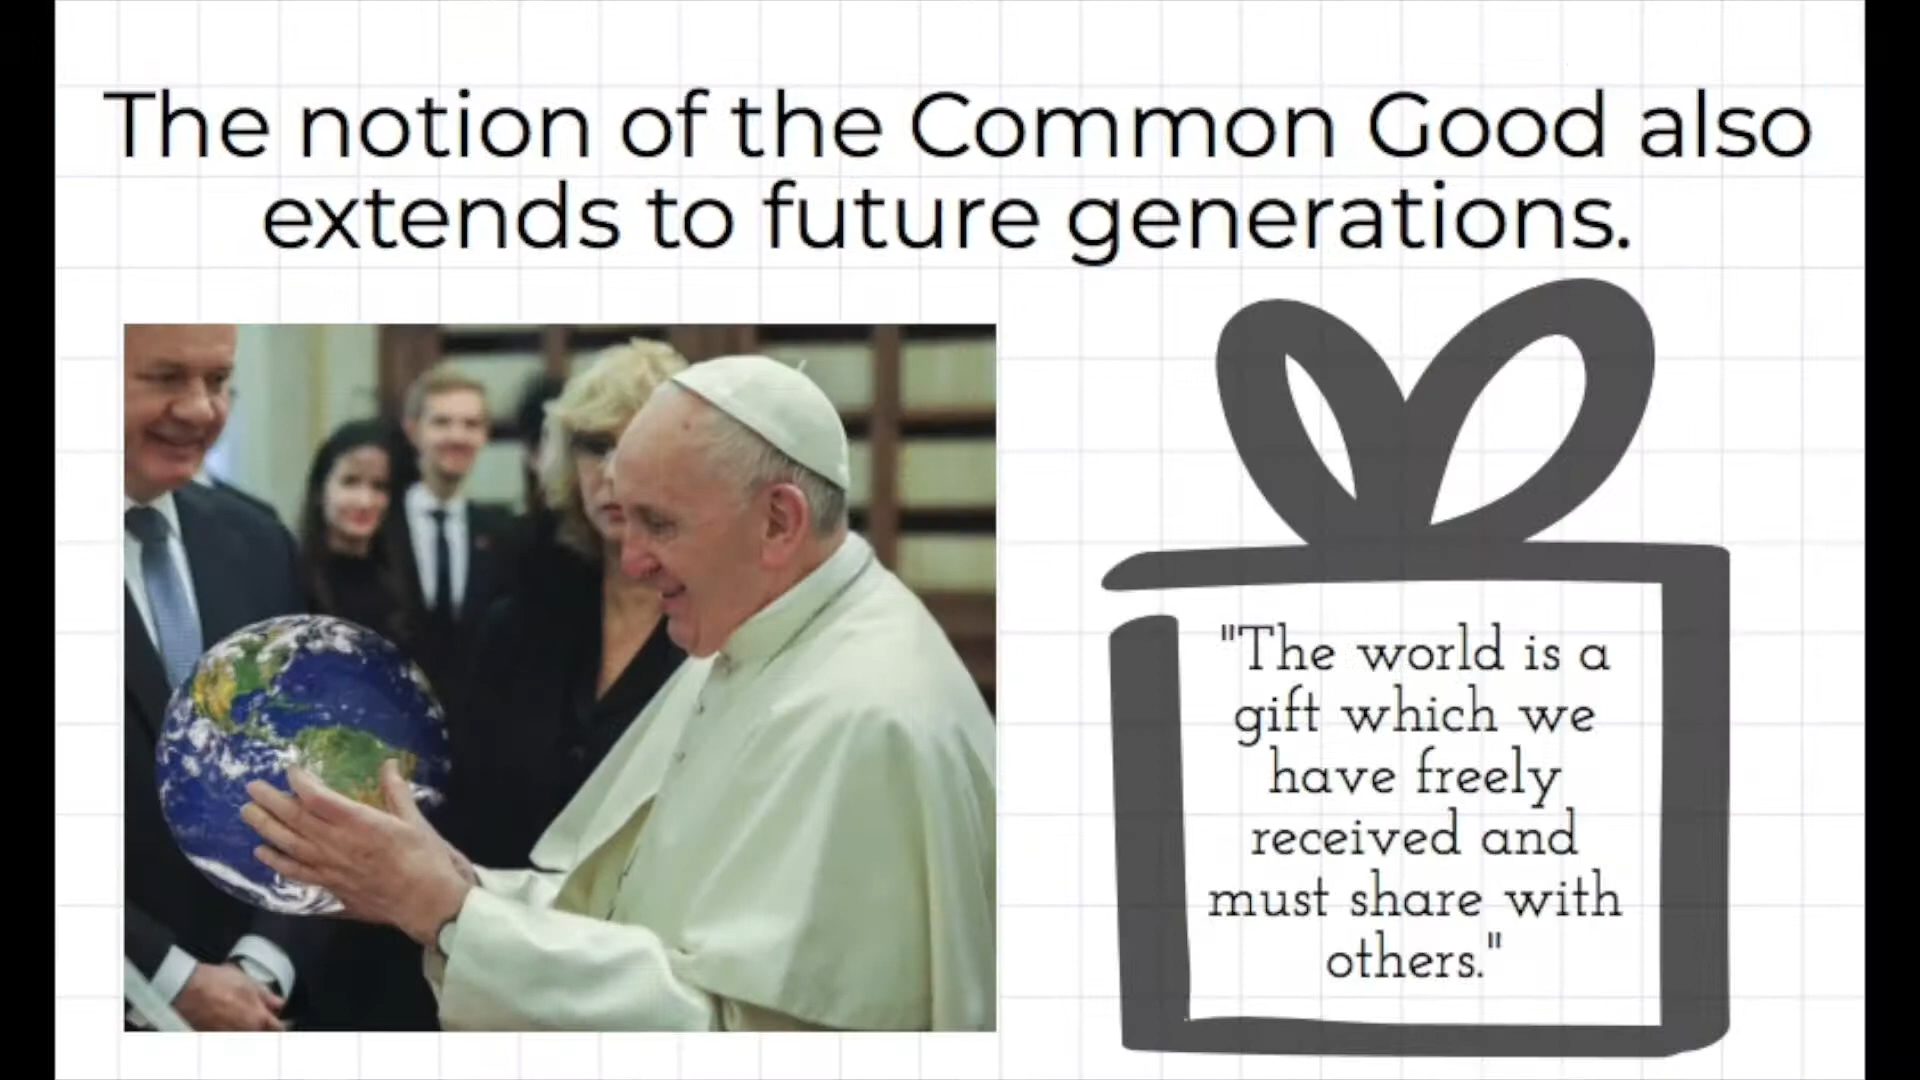 The notion of the Common Good also
extends to future generations.
"The world is a
gift which we
have freely
received and
must share with
others."